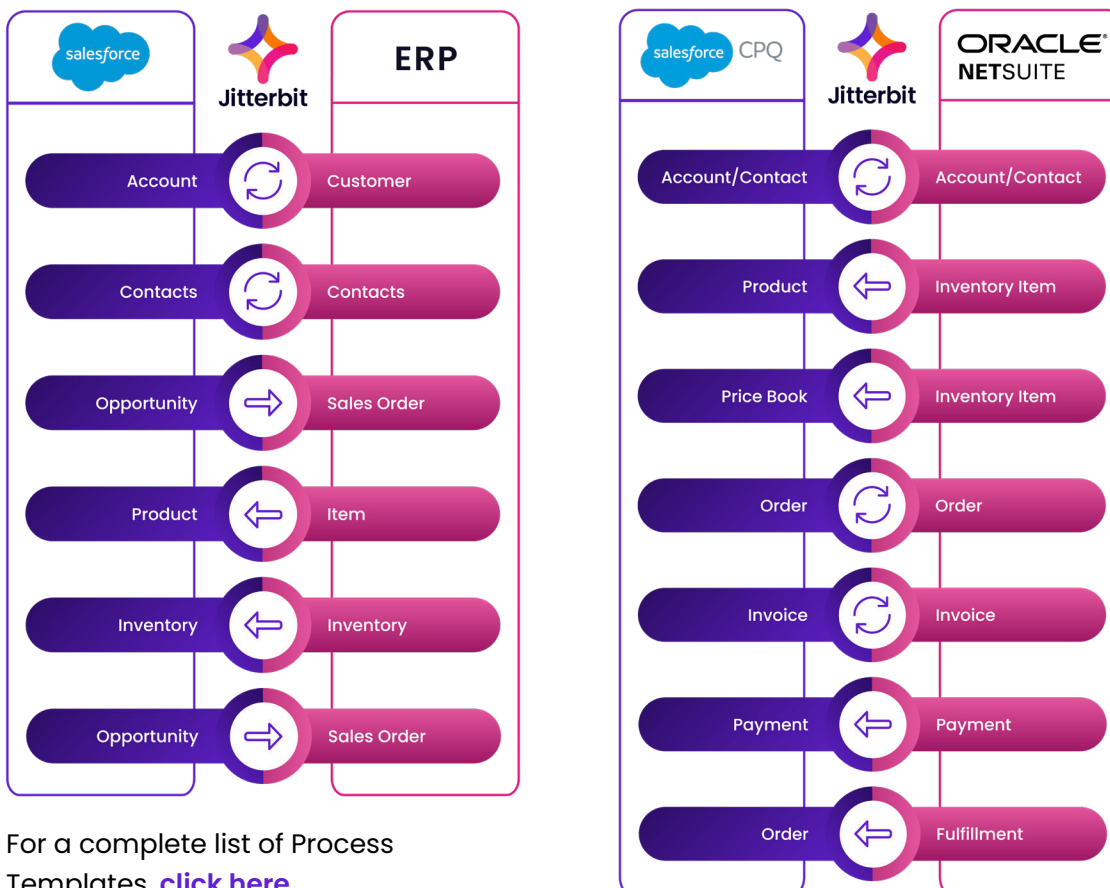 salesforce
Jitterbit
ERP
Account
Customer
Contacts
Contacts
Opportunity
Sales Order
Product
Item
Inventory
Inventory
Opportunity
Sales Order
For a complete list of Process
Templates, click here
salesforce CPQ
Jitterbit
ORACLE®
NETSUITE
Account/Contact
Account/Contact
Product
Inventory Item
Price Book
Inventory Item
Order
Order
Invoice
Invoice
Payment
Payment
Order
Fulfillment